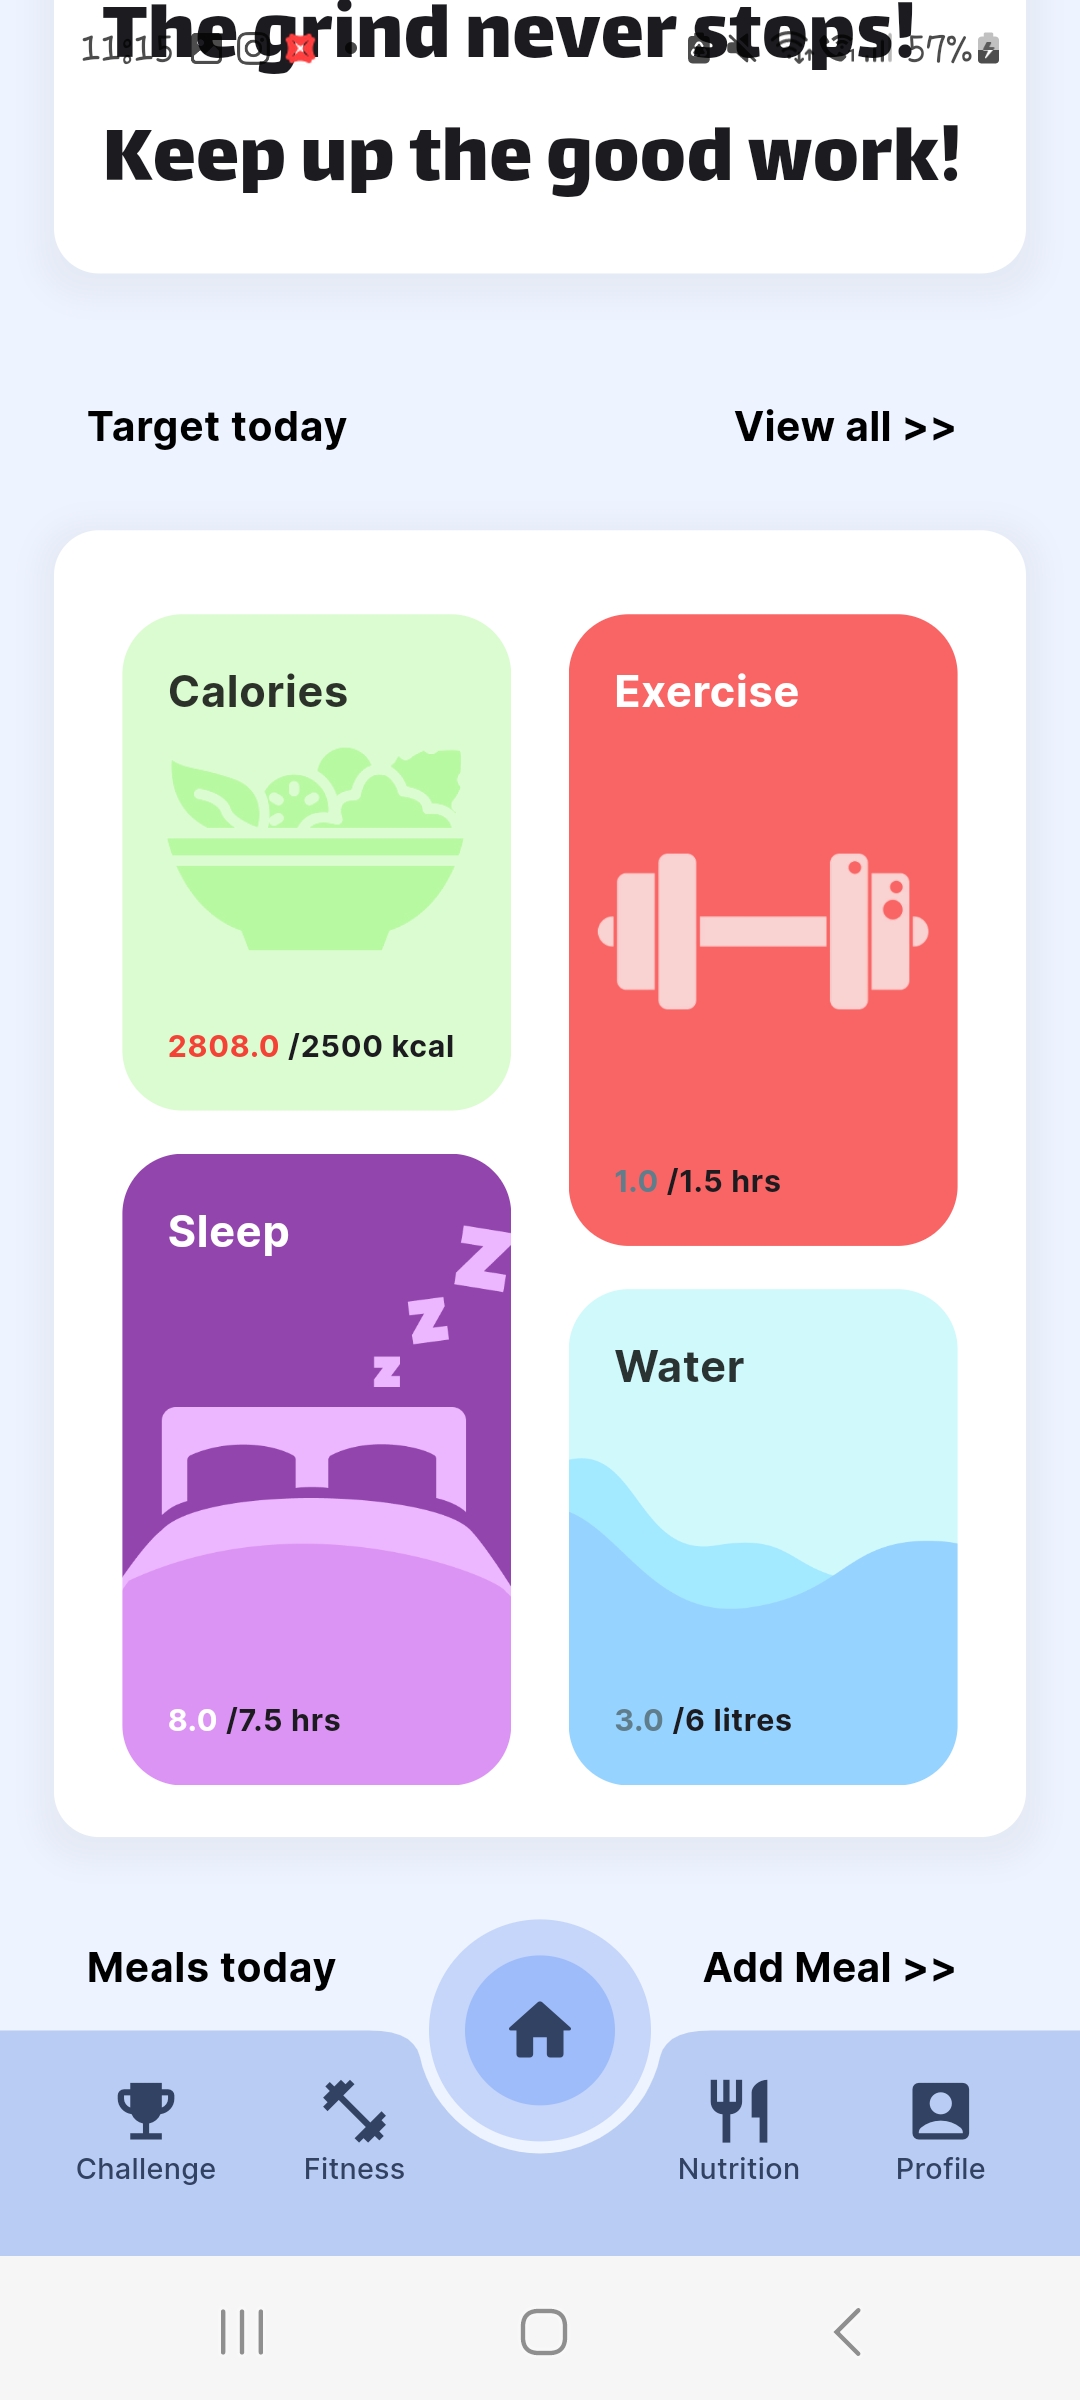 The grind never stops!
11:15
57%
Keep up the good work!
Target today
View all >>
Calories
2808.0 /2500 kcal
Exercise
1.0 /1.5 hrs
Sleep
z
z
z
8.0 /7.5 hrs
Water
3.0 /6 litres
Meals today
Add Meal >>
Challenge
Fitness
Nutrition
Profile